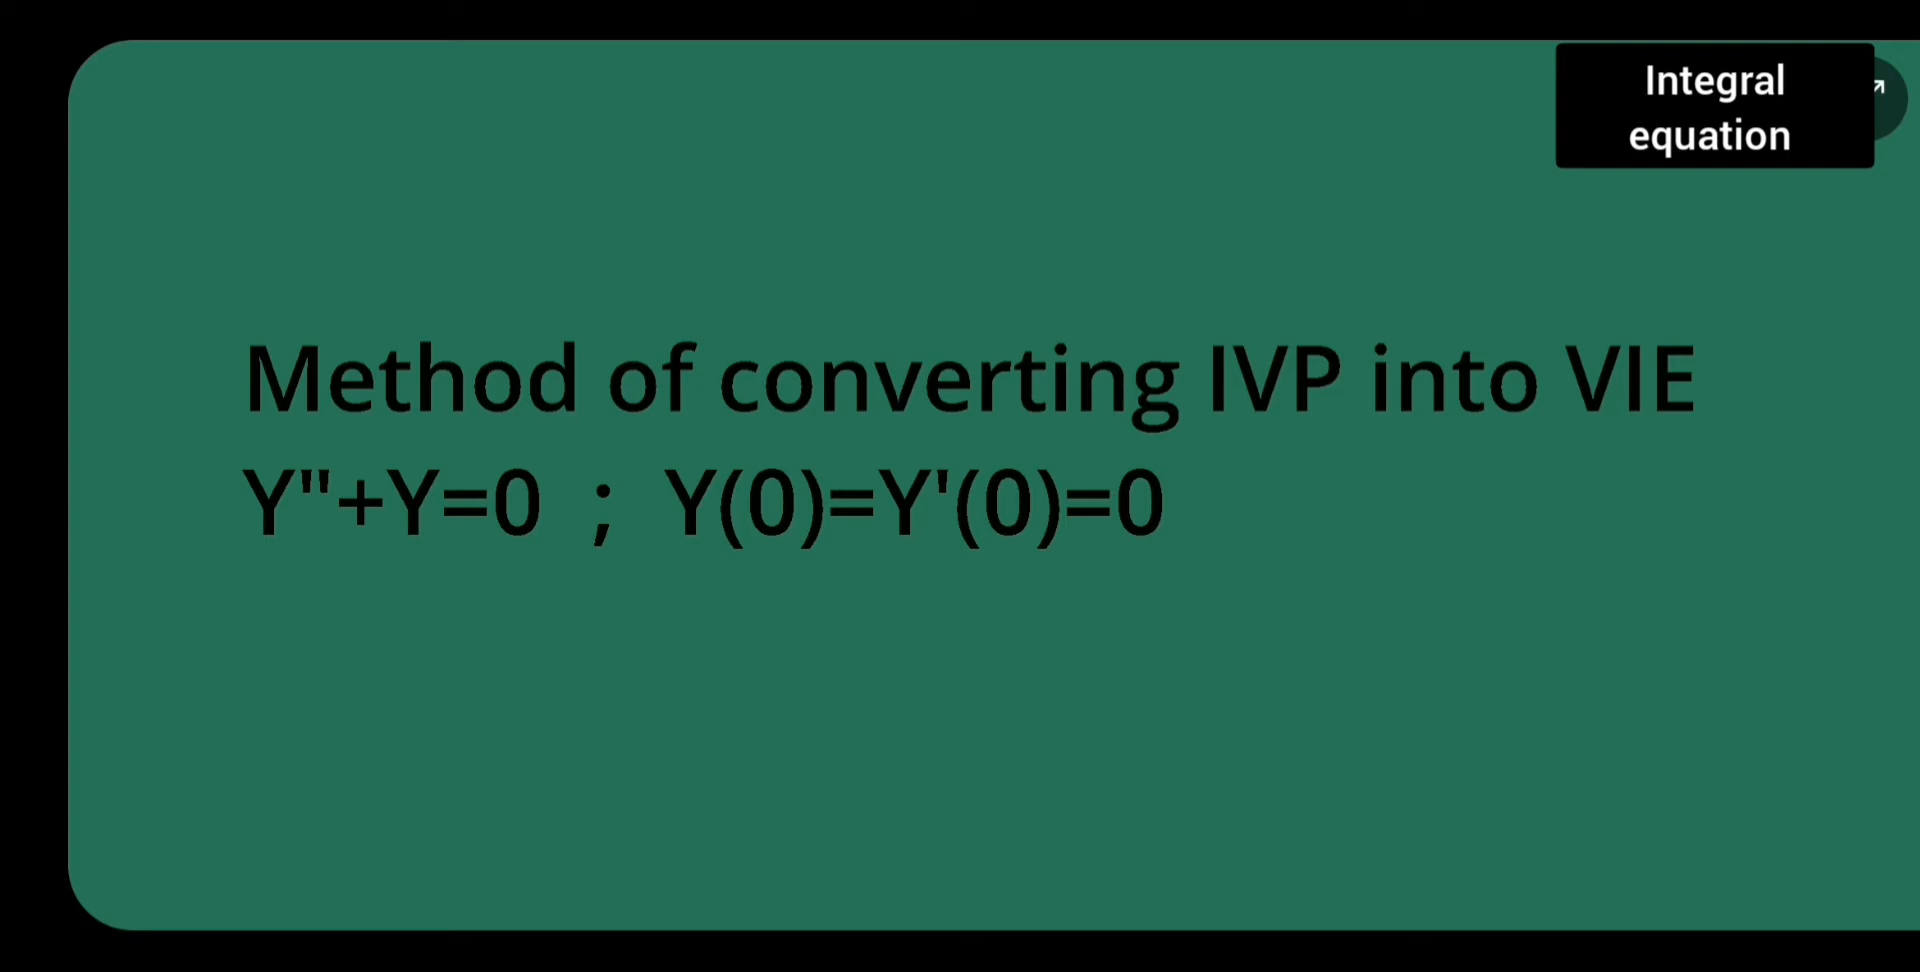 Integral
equation
Method of converting IVP into VIE
Y"+Y=0 ; Y(0)=Y'(0)=0